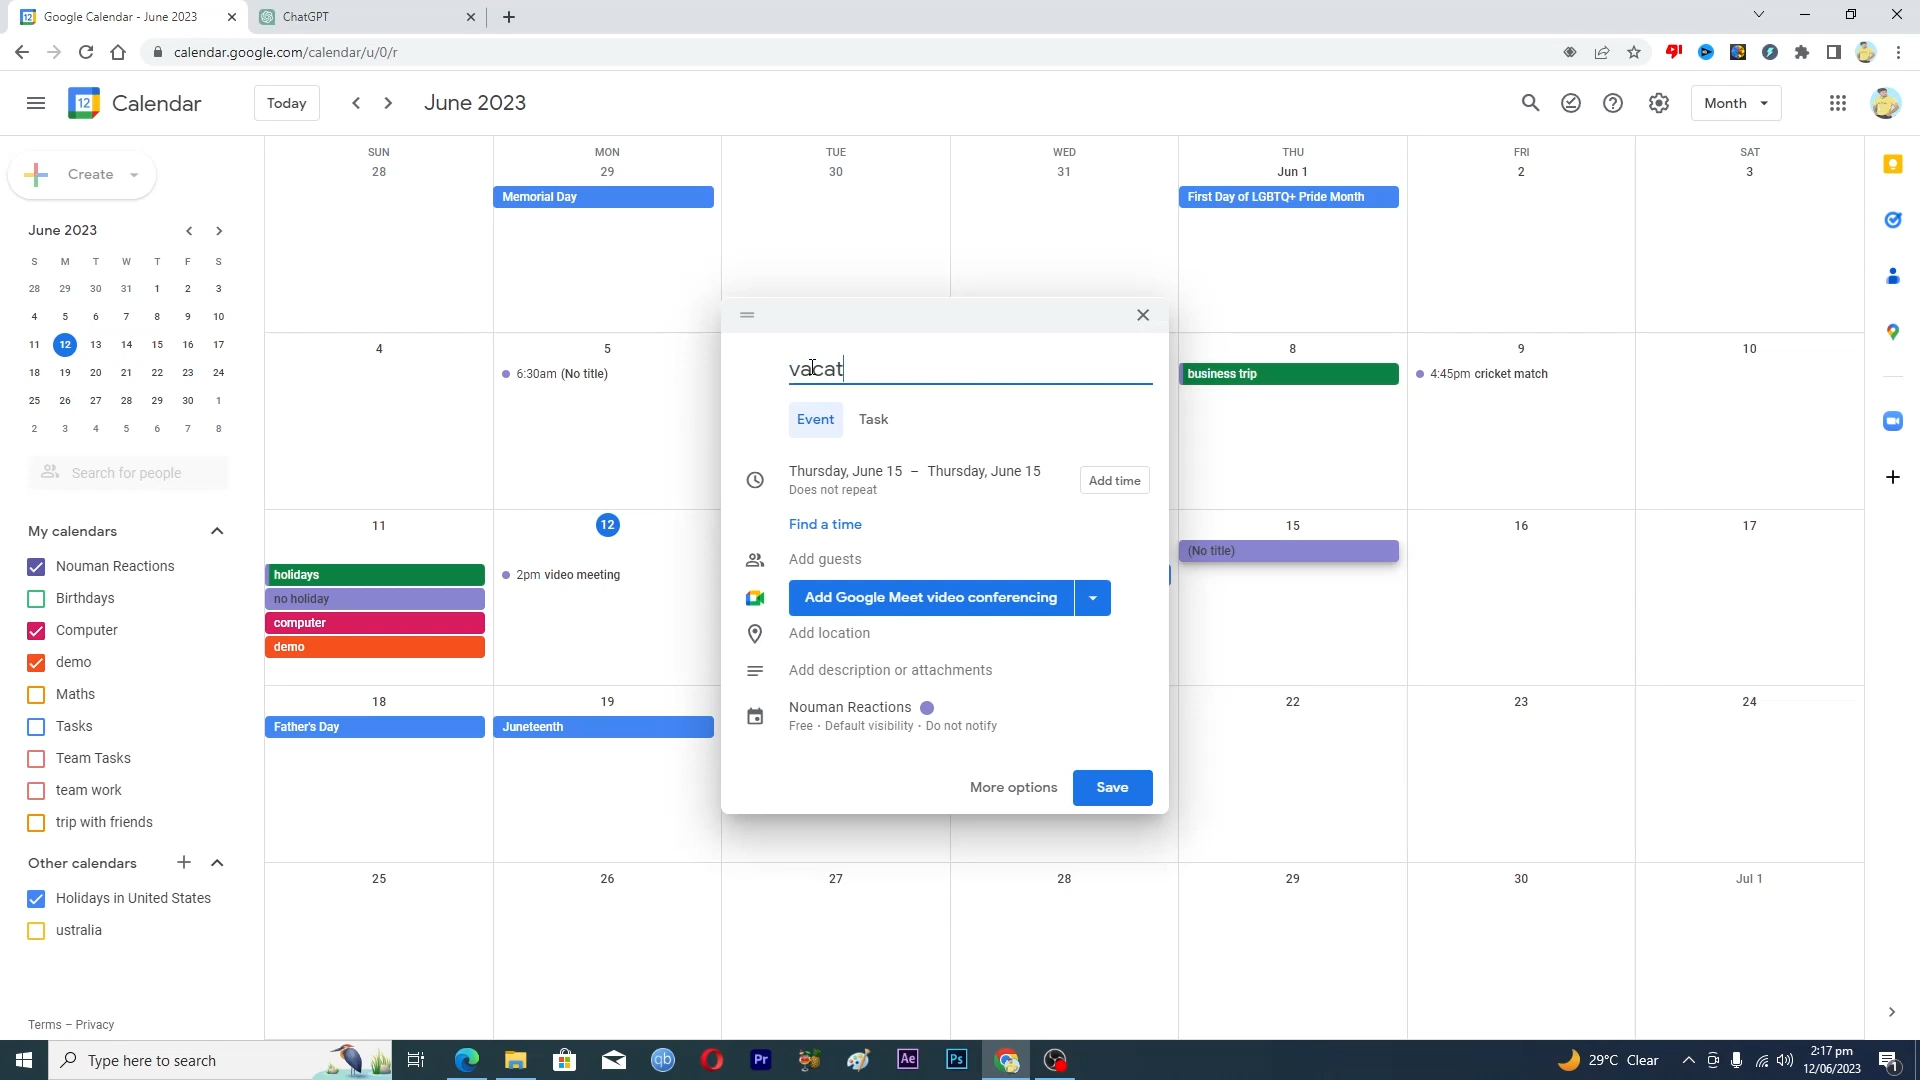 Google Calendar - June 2023
ChatGPT
calendar.google.com/calendar/u/0/r
12
Calendar
Today
June 2023
Month
Create
SUN
MON
TUE
WED
THU
FRI
SAT
28
29
30
31
Jun 1
2
3
Memorial Day
First Day of LGBTQ+ Pride Month
June 2023
S M T W T F S
28 29 30 31 1 2 3
4 5 6 7 8 9 10
11 12 13 14 15 16 17
18 19 20 21 22 23 24
25 26 27 28 29 30 1
2 3 4 5 6 7 8
Search for people
My calendars
Nouman Reactions
Birthdays
Computer
demo
Maths
Tasks
Team Tasks
team work
trip with friends
Other calendars
Holidays in United States
ustralia
Terms – Privacy
4
5
8
9
10
6:30am (No title)
business trip
4:45pm cricket match
11
12
15
16
17
holidays
no holiday
computer
demo
2pm video meeting
(No title)
18
19
22
23
24
Father's Day
Juneteenth
25
26
27
28
29
30
Jul 1
vacat
Event
Task
Thursday, June 15 – Thursday, June 15
Does not repeat
Add time
Find a time
Add guests
Add Google Meet video conferencing
Add location
Add description or attachments
Nouman Reactions
Free · Default visibility · Do not notify
More options
Save
Type here to search
qb
Pr
Ae
Ps
29°C Clear
2:17 pm
12/06/2023
1